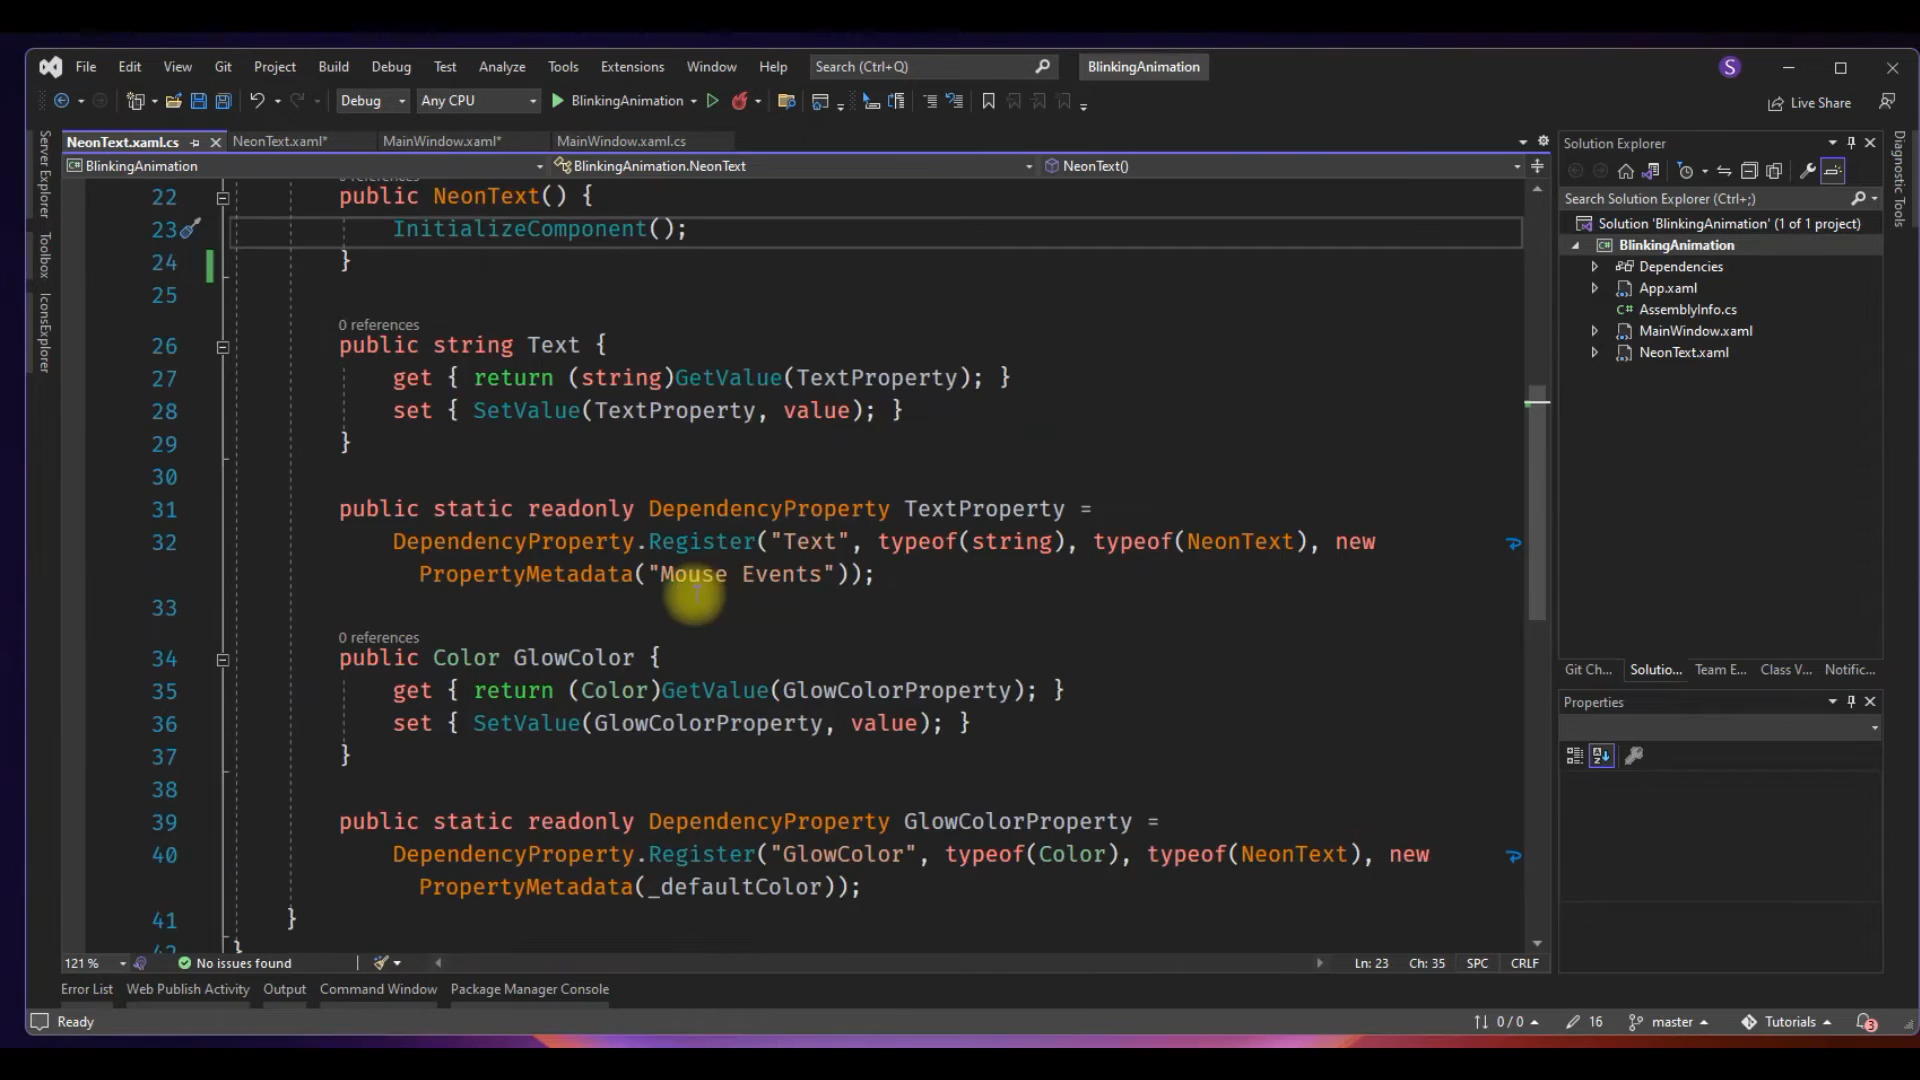 File Edit View Git Project Build Debug Test Analyze Tools Extensions Window Help Search (Ctrl+Q) BlinkingAnimation S
Debug Any CPU BlinkingAnimation Live Share
NeonText.xaml.cs NeonText.xaml* MainWindow.xaml* MainWindow.xaml.cs
BlinkingAnimation BlinkingAnimation.NeonText NeonText()
22 public NeonText() {
23 InitializeComponent();
24 }
25
0 references
26 public string Text {
27 get { return (string)GetValue(TextProperty); }
28 set { SetValue(TextProperty, value); }
29 }
30
31 public static readonly DependencyProperty TextProperty =
32 DependencyProperty.Register("Text", typeof(string), typeof(NeonText), new
PropertyMetadata("Mouse Events"));
33
0 references
34 public Color GlowColor {
35 get { return (Color)GetValue(GlowColorProperty); }
36 set { SetValue(GlowColorProperty, value); }
37 }
38
39 public static readonly DependencyProperty GlowColorProperty =
40 DependencyProperty.Register("GlowColor", typeof(Color), typeof(NeonText), new
PropertyMetadata(_defaultColor));
41 }
42 }
121 % No issues found Ln: 23 Ch: 35 SPC CRLF
Error List Web Publish Activity Output Command Window Package Manager Console
Ready 0 / 0 16 master Tutorials 3
Server Explorer
Toolbox
IconsExplorer
Solution Explorer
Search Solution Explorer (Ctrl+;)
Solution 'BlinkingAnimation' (1 of 1 project)
BlinkingAnimation
Dependencies
App.xaml
AssemblyInfo.cs
MainWindow.xaml
NeonText.xaml
Git Ch... Solutio... Team E... Class V... Notific...
Properties
Diagnostic Tools